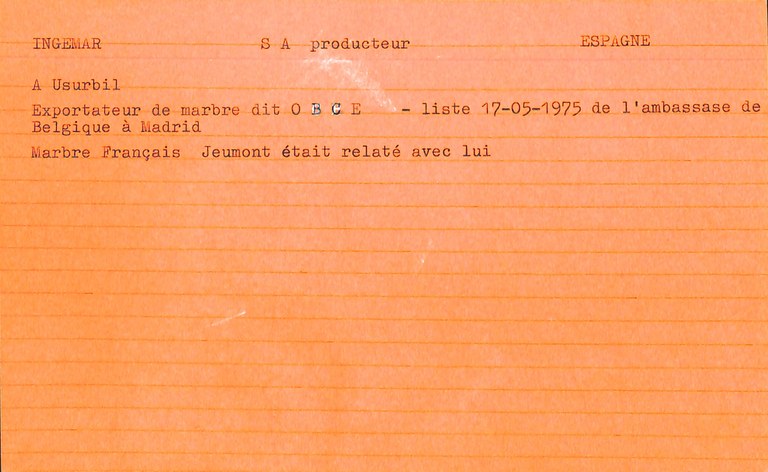 INGEMAR S A producteur ESPAGNE
A Usurbil
Exportateur de marbre dit O B C E - liste 17-05-1975 de l'ambassase de
Belgique à Madrid
Marbre Français Jeumont était relaté avec lui